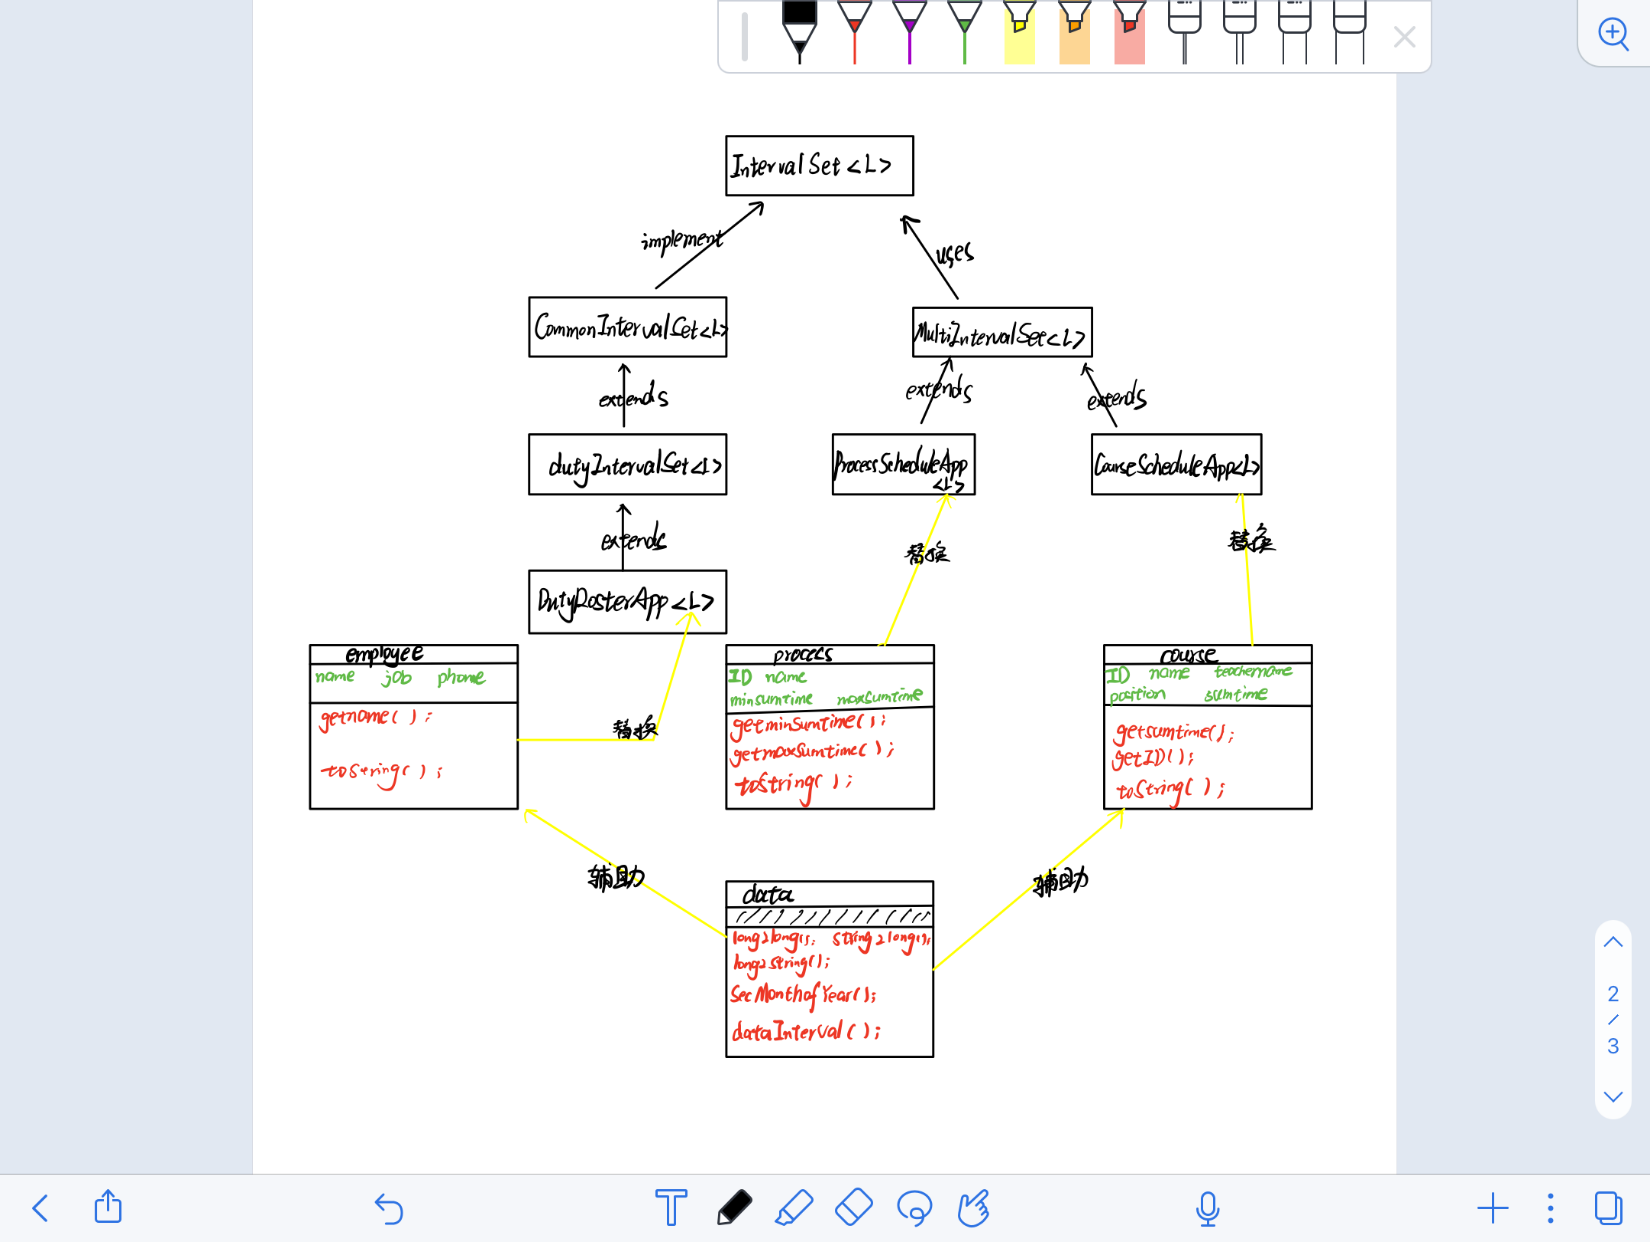 IntervalSet<L>
implement
uses
CommonIntervalSet<L>
MultiIntervalSet<L>
extends
extends
extends
dutyIntervalSet<L>
ProcessScheduleApp
<L>
CourseScheduleApp<L>
extends
替换
替换
DutyRosterApp<L>
employee
name job phone
getname( );
toString( );
替换
process
ID name
minsumtime maxsumtime
getminSumTime( );
getmaxSumtime( );
toString( );
course
ID name teachername
position sumtime
getsumtime();
getID();
toString( );
辅助
辅助
data
long2long(); string2long();
long2string();
SecMonthofYear();
dataInterval( );
2
/
3
T